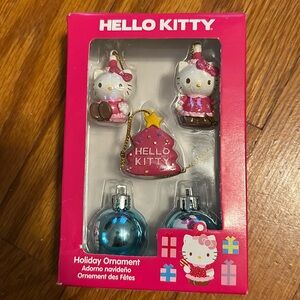 HELLO KITTY
HELLO
KITTY
Holiday Ornament
Adorno navideño
Ornement des Fêtes